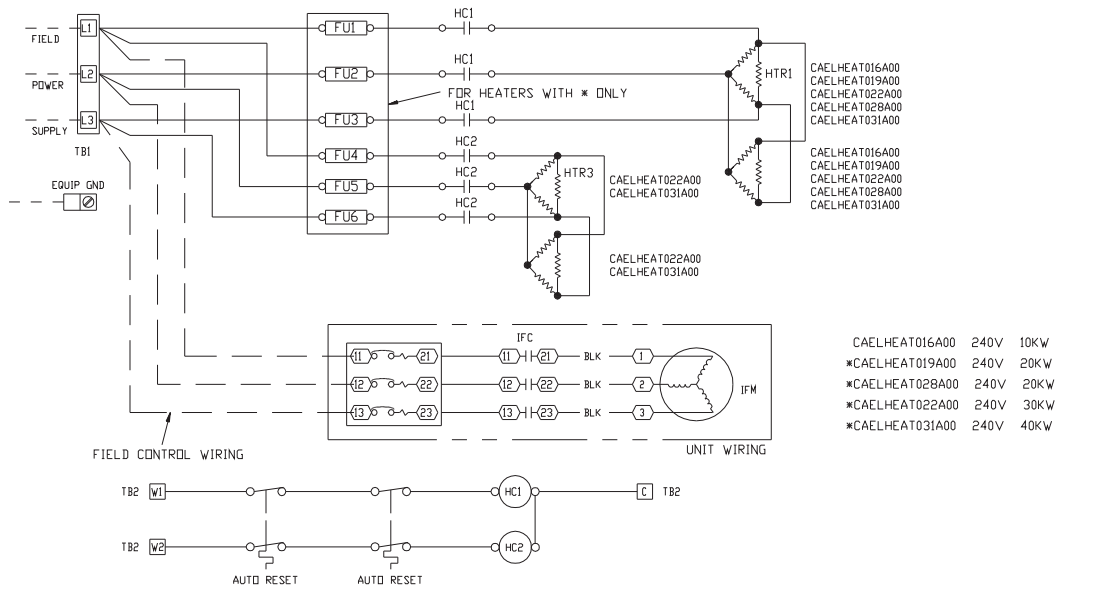 HC1
L1
FU1
FIELD
HC1
L2
FU2
HTR1
CAELHEAT016A00
CAELHEAT019A00
CAELHEAT022A00
CAELHEAT028A00
CAELHEAT031A00
POWER
FOR HEATERS WITH * ONLY
HC1
L3
FU3
SUPPLY
TB1
HC2
FU4
CAELHEAT016A00
CAELHEAT019A00
CAELHEAT022A00
CAELHEAT028A00
CAELHEAT031A00
HC2
HTR3
CAELHEAT022A00
CAELHEAT031A00
EQUIP GND
FU5
HC2
FU6
CAELHEAT022A00
CAELHEAT031A00
IFC
11 21 11 21 BLK 1
12 22 12 22 BLK 2
IFM
13 23 13 23 BLK 3
CAELHEAT016A00 240V 10KW
*CAELHEAT019A00 240V 20KW
*CAELHEAT028A00 240V 20KW
*CAELHEAT022A00 240V 30KW
*CAELHEAT031A00 240V 40KW
FIELD CONTROL WIRING
UNIT WIRING
TB2 W1 HC1 C TB2
TB2 W2 HC2
AUTO RESET AUTO RESET